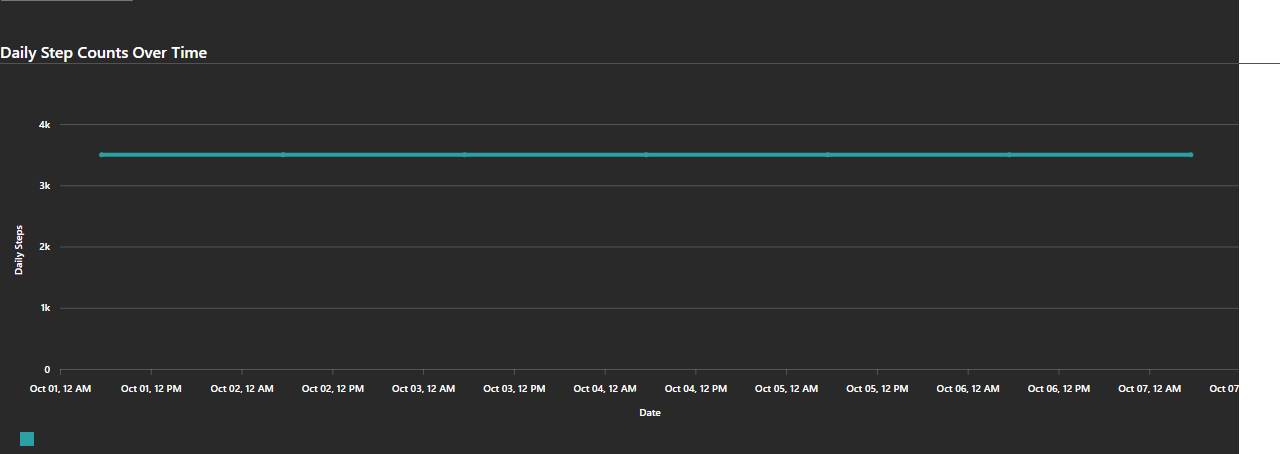 Daily Step Counts Over Time
4k
3k
2k
1k
0
Daily Steps
Oct 01, 12 AM Oct 01, 12 PM Oct 02, 12 AM Oct 02, 12 PM Oct 03, 12 AM Oct 03, 12 PM Oct 04, 12 AM Oct 04, 12 PM Oct 05, 12 AM Oct 05, 12 PM Oct 06, 12 AM Oct 06, 12 PM Oct 07, 12 AM Oct 07
Date